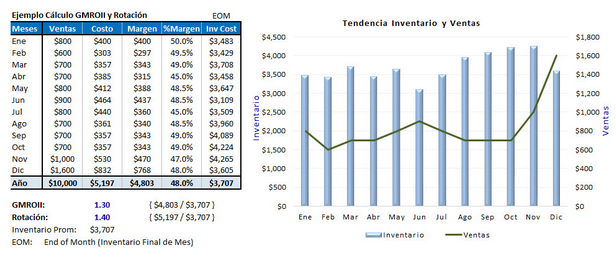 Ejemplo Cálculo GMROII y Rotación EOM
Meses Ventas Costo Margen %Margen Inv Cost
Ene $800 $400 $400 50.0% $3,483
Feb $600 $303 $297 49.5% $3,429
Mar $700 $357 $343 49.0% $3,708
Abr $700 $385 $315 45.0% $3,458
May $800 $412 $388 48.5% $3,647
Jun $900 $464 $437 48.5% $3,109
Jul $800 $440 $360 45.0% $3,509
Ago $700 $361 $340 48.5% $3,960
Sep $700 $357 $343 49.0% $4,089
Oct $700 $357 $343 49.0% $4,224
Nov $1,000 $530 $470 47.0% $4,265
Dic $1,600 $832 $768 48.0% $3,605
Año $10,000 $5,197 $4,803 48.0% $3,707
GMROII: 1.30 ( $4,803 / $3,707 )
Rotación: 1.40 ( $5,197 / $3,707 )
Inventario Prom: $3,707
EOM: End of Month (Inventario Final de Mes)
Tendencia Inventario y Ventas
$4,500
$4,000
$3,500
$3,000
$2,500
$2,000
$1,500
$1,000
$500
$0
Inventario
$1,800
$1,600
$1,400
$1,200
$1,000
$800
$600
$400
$200
$0
Ventas
Ene Feb Mar Abr May Jun Jul Ago Sep Oct Nov Dic
Inventario Ventas